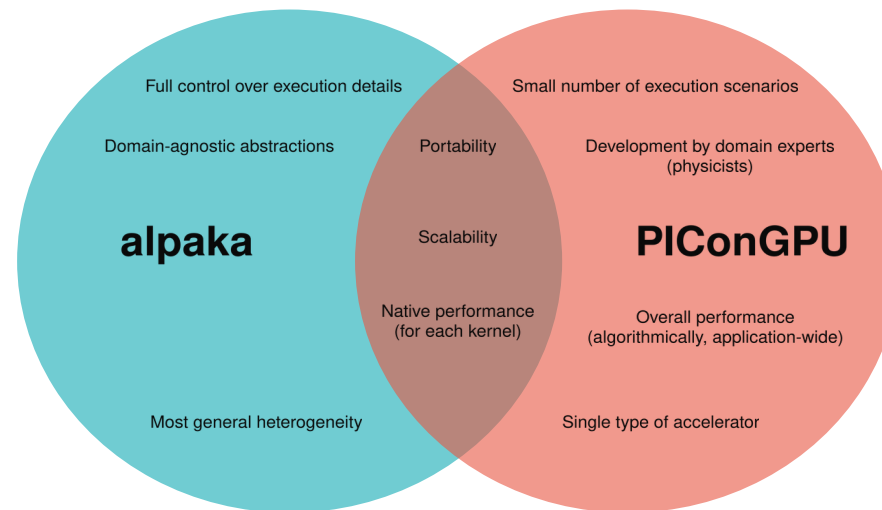 Full control over execution details
Small number of execution scenarios
Domain-agnostic abstractions
Portability
Development by domain experts
(physicists)
alpaka
Scalability
PIConGPU
Native performance
(for each kernel)
Overall performance
(algorithmically, application-wide)
Most general heterogeneity
Single type of accelerator